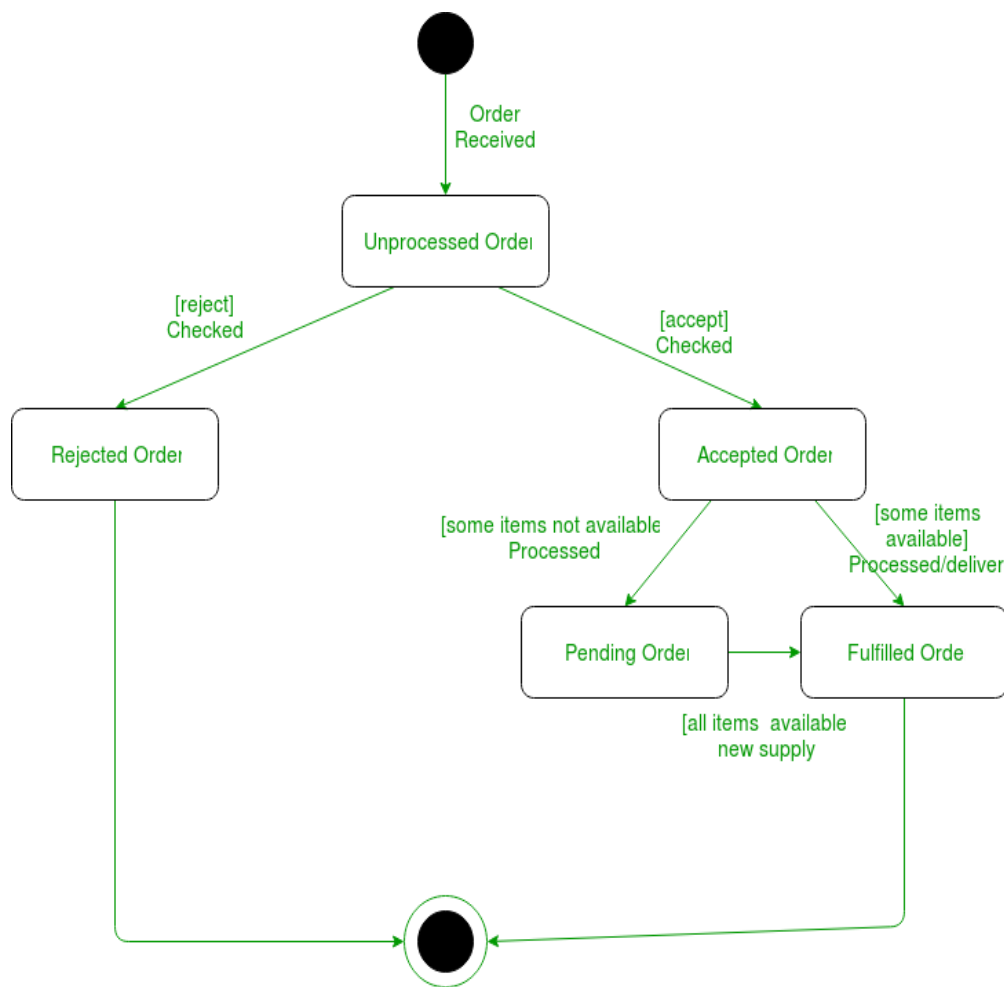 Order
Received
Unprocessed Order
[reject]
Checked
[accept]
Checked
Rejected Order
Accepted Order
[some items not available
Processed
[some items
available]
Processed/deliver
Pending Order
Fulfilled Orde
[all items  available
new supply